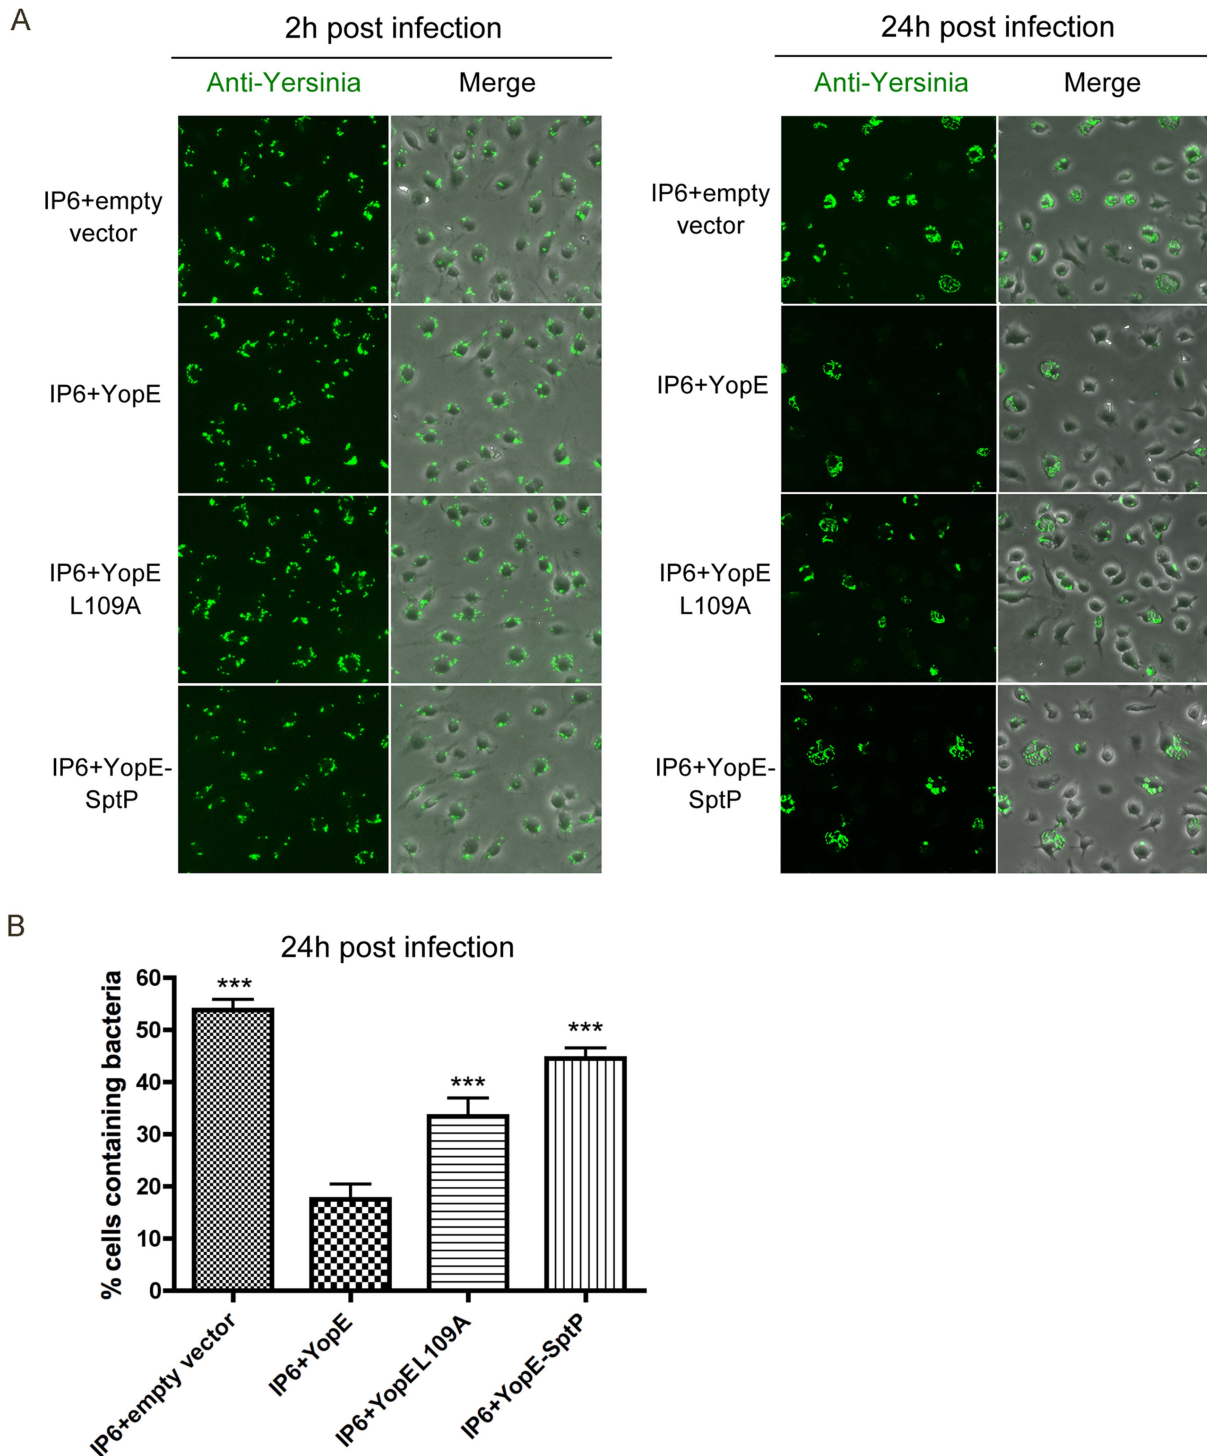 A
2h post infection
24h post infection
Anti-Yersinia
Merge
Anti-Yersinia
Merge
IP6+empty
vector
IP6+empty
vector
IP6+YopE
IP6+YopE
IP6+YopE
L109A
IP6+YopE
L109A
IP6+YopE-
SptP
IP6+YopE-
SptP
B
24h post infection
% cells containing bacteria
60
50
40
30
20
10
0
***
***
***
IP6+empty vector
IP6+YopE
IP6+YopEL109A
IP6+YopE-SptP